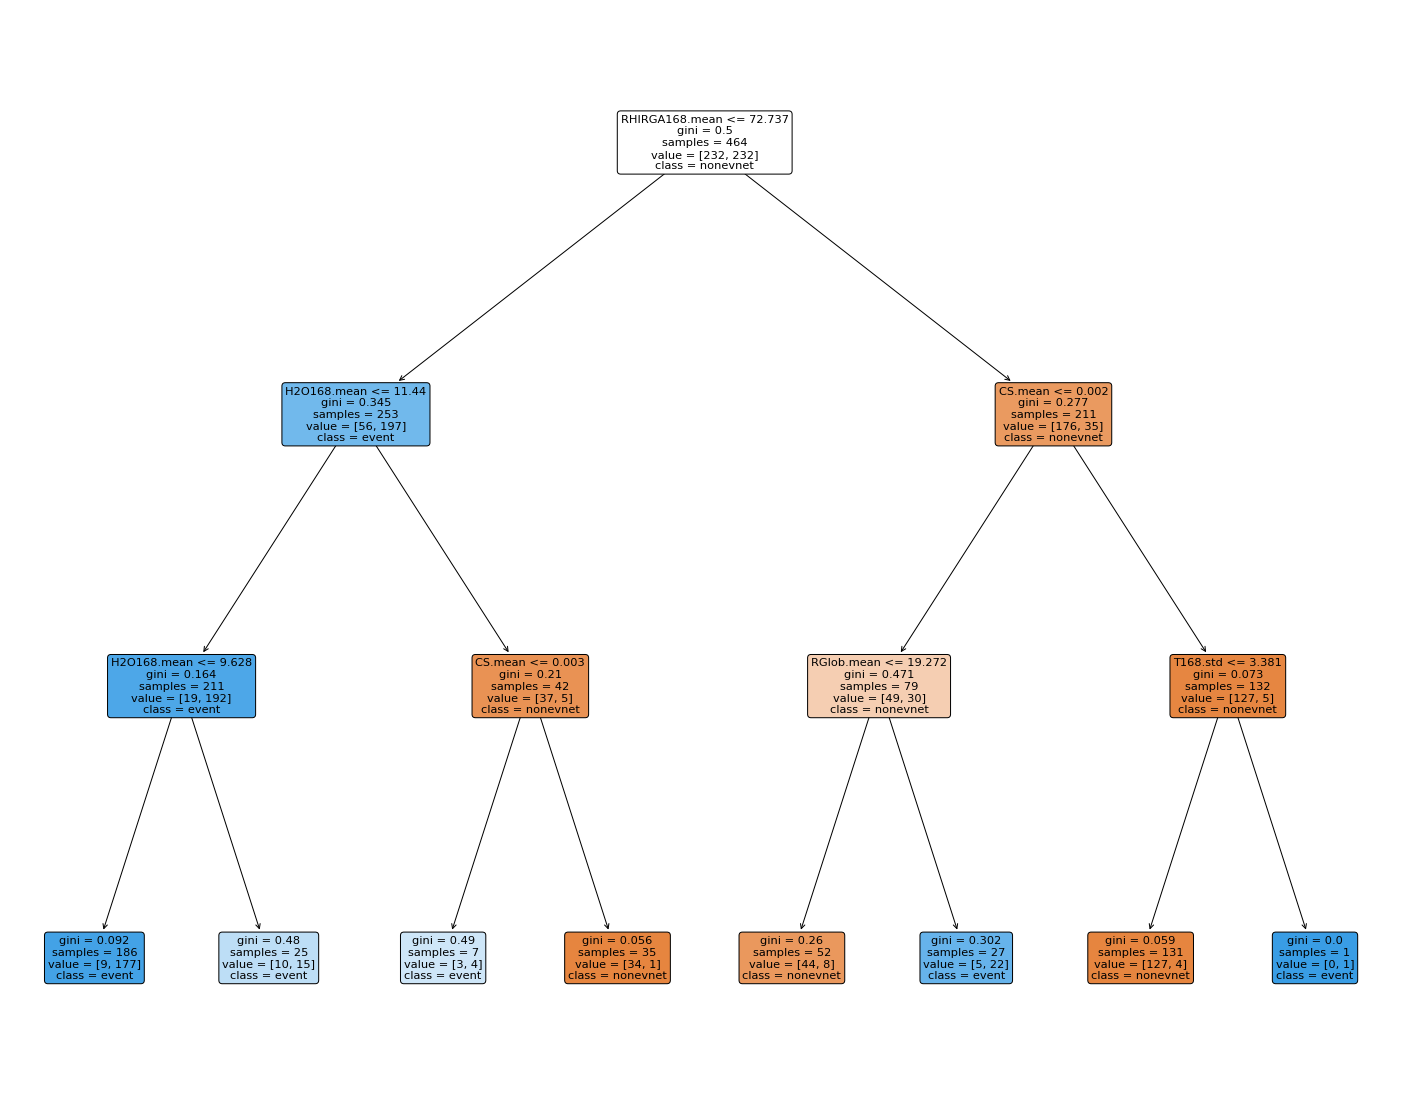 RHIRGA168.mean <= 72.737
gini = 0.5
samples = 464
value = [232, 232]
class = nonevnet
H2O168.mean <= 11.44
gini = 0.345
samples = 253
value = [56, 197]
class = event
CS.mean <= 0.002
gini = 0.277
samples = 211
value = [176, 35]
class = nonevnet
H2O168.mean <= 9.628
gini = 0.164
samples = 211
value = [19, 192]
class = event
CS.mean <= 0.003
gini = 0.21
samples = 42
value = [37, 5]
class = nonevnet
RGlob.mean <= 19.272
gini = 0.471
samples = 79
value = [49, 30]
class = nonevnet
T168.std <= 3.381
gini = 0.073
samples = 132
value = [127, 5]
class = nonevnet
gini = 0.092
samples = 186
value = [9, 177]
class = event
gini = 0.48
samples = 25
value = [10, 15]
class = event
gini = 0.49
samples = 7
value = [3, 4]
class = event
gini = 0.056
samples = 35
value = [34, 1]
class = nonevnet
gini = 0.26
samples = 52
value = [44, 8]
class = nonevnet
gini = 0.302
samples = 27
value = [5, 22]
class = event
gini = 0.059
samples = 131
value = [127, 4]
class = nonevnet
gini = 0.0
samples = 1
value = [0, 1]
class = event